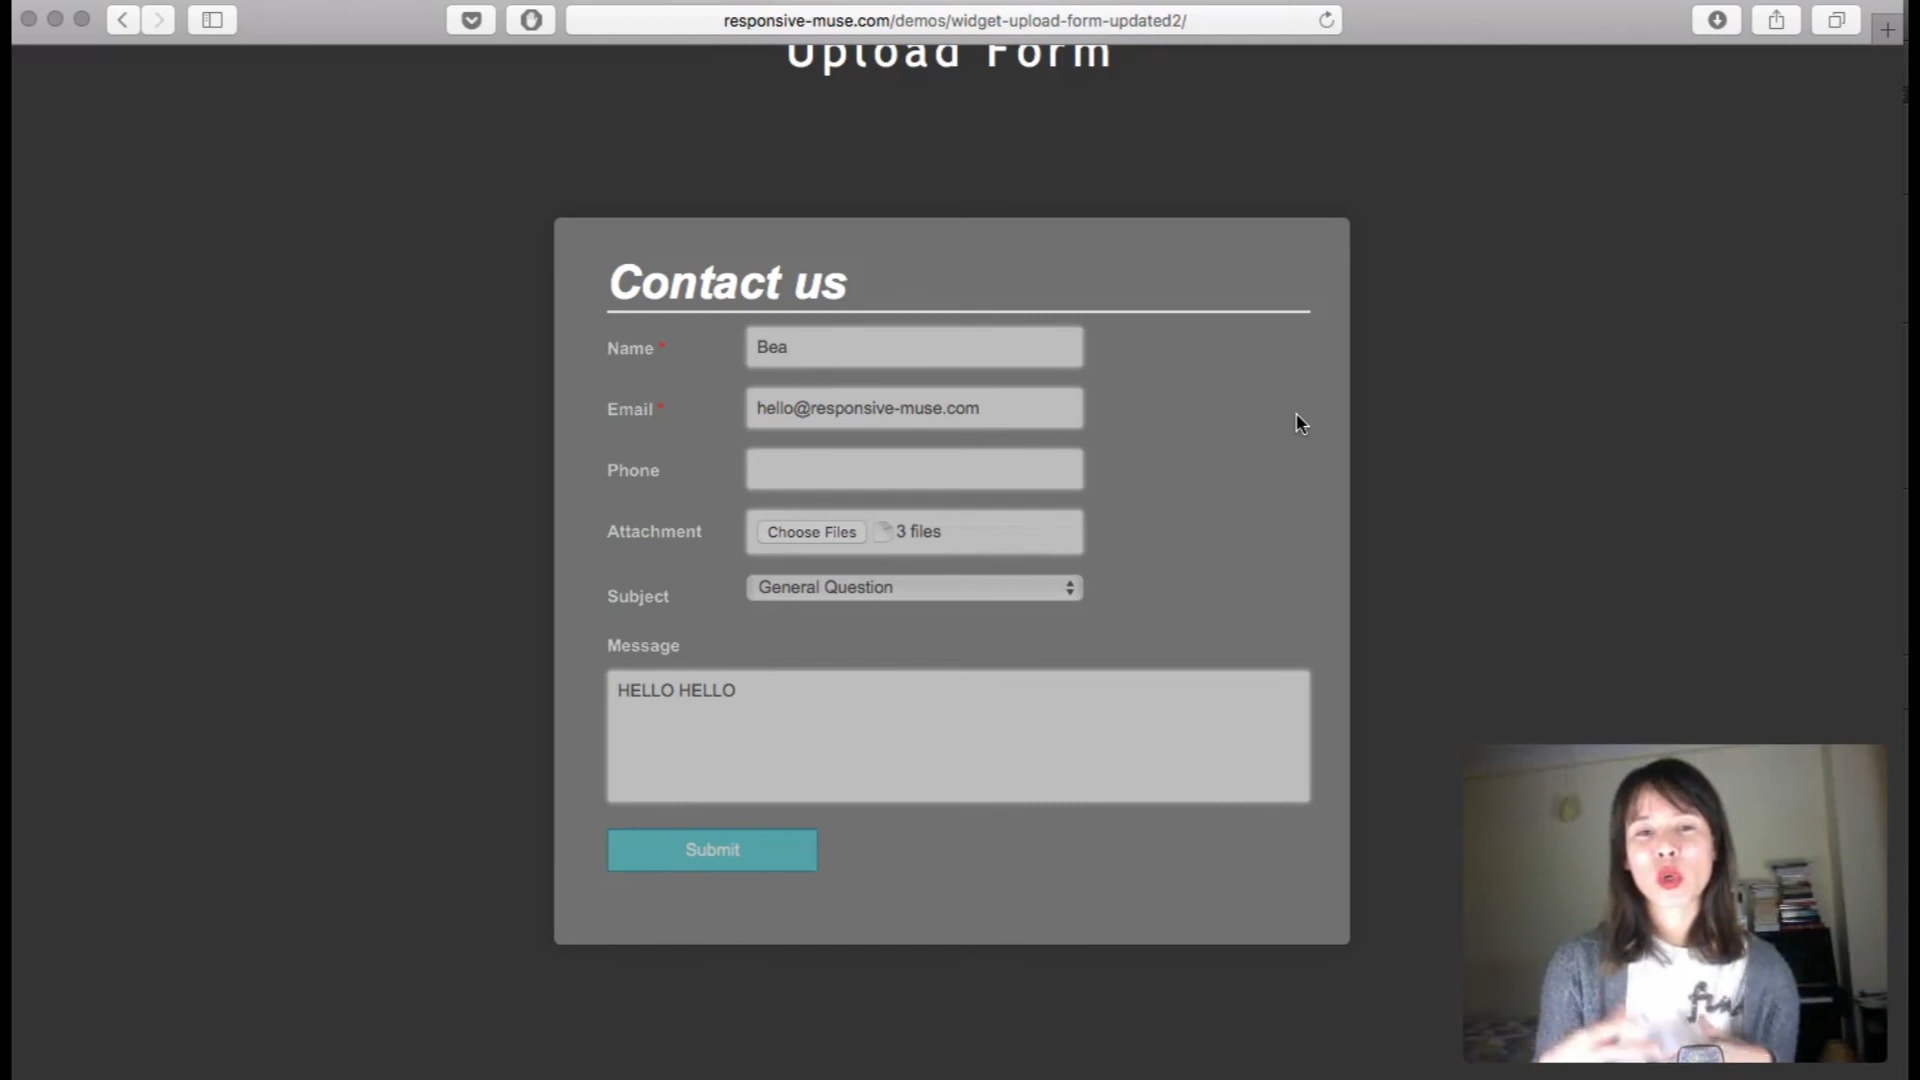 responsive-muse.com/demos/widget-upload-form-updated2/
Upload Form
Contact us
Name *
Bea
Email *
hello@responsive-muse.com
Phone
Attachment
Choose Files 3 files
Subject
General Question
Message
HELLO HELLO
Submit